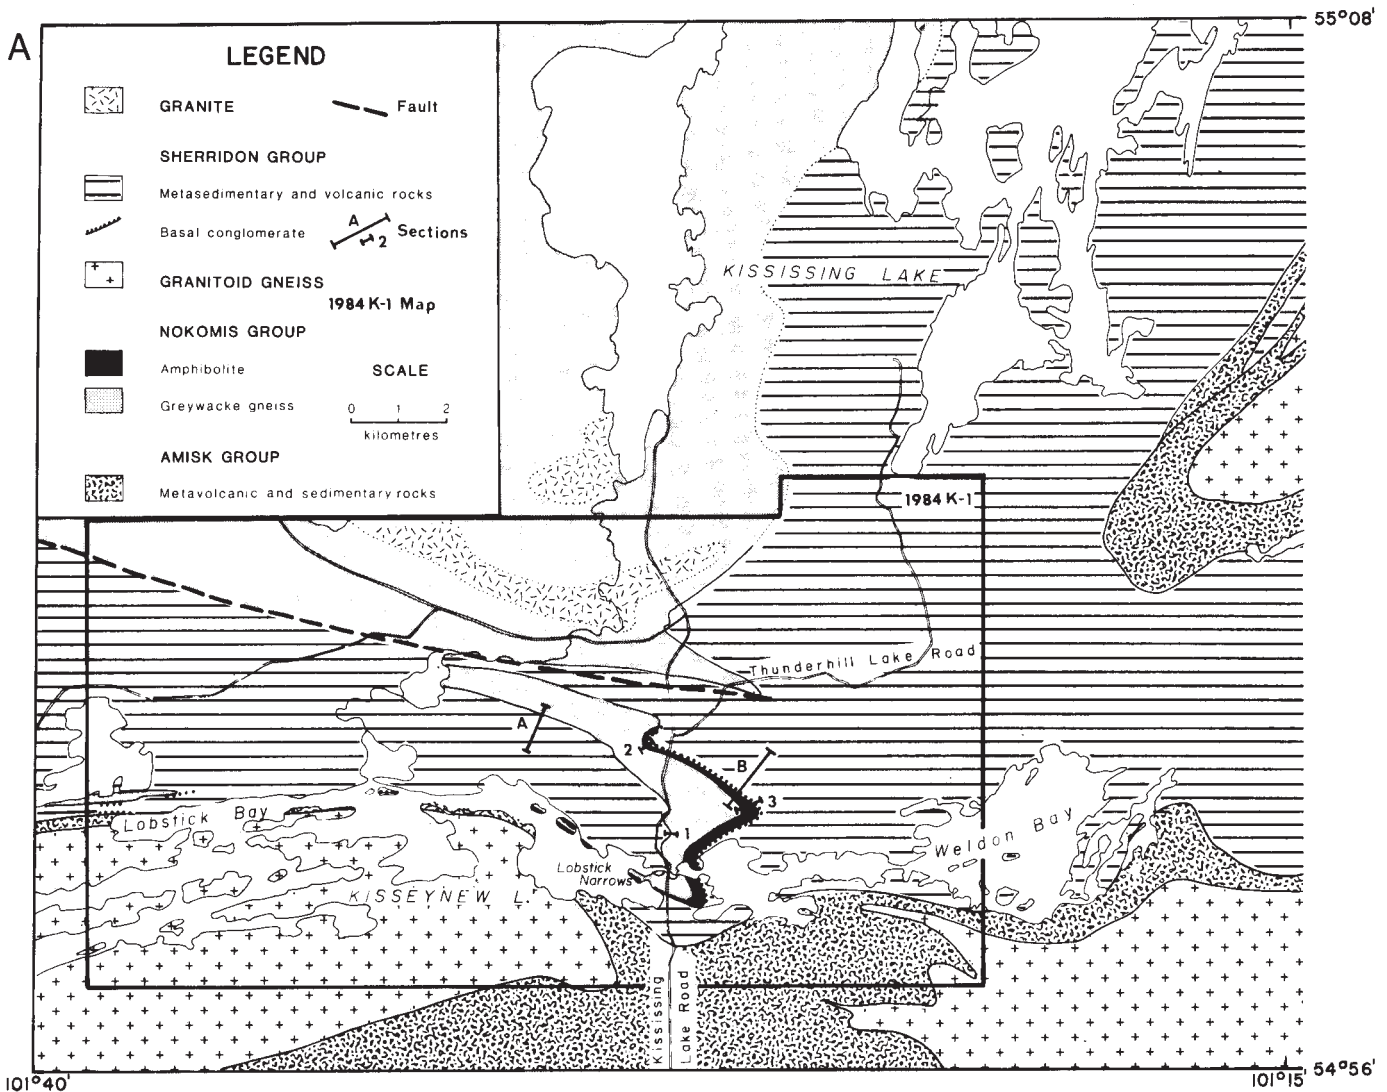 A
55°08'
LEGEND
GRANITE
Fault
SHERRIDON GROUP
Metasedimentary and volcanic rocks
Basal conglomerate
A
2
Sections
GRANITOID GNEISS
1984 K-1 Map
NOKOMIS GROUP
Amphibolite
SCALE
Greywacke gneiss
0 1 2
kilometres
AMISK GROUP
Metavolcanic and sedimentary rocks
KISSISSING LAKE
1984 K-1
Thunderhill Lake Road
A
2
B
3
1
Lobstick Bay
Weldon Bay
Lobstick
Narrows
KISSEYNEW L.
Kississing
Lake Road
101°40'
101°15'
54°56'